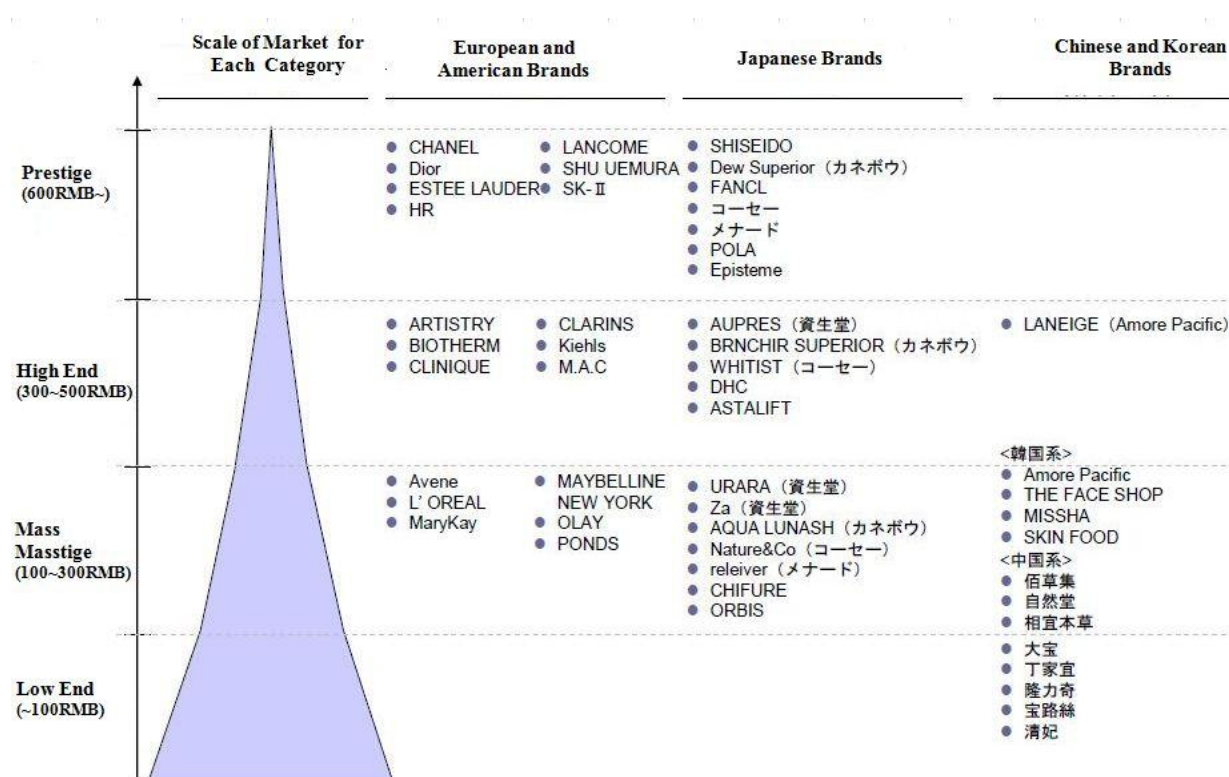 Scale of Market for
Each Category
European and
American Brands
Japanese Brands
Chinese and Korean
Brands
Prestige
(600RMB~)
CHANEL
Dior
ESTEE LAUDER
HR
LANCOME
SHU UEMURA
SK-Ⅱ
SHISEIDO
Dew Superior（カネボウ）
FANCL
コーセー
メナード
POLA
Episteme
High End
(300~500RMB)
ARTISTRY
BIOTHERM
CLINIQUE
CLARINS
Kiehls
M.A.C
AUPRES（資生堂）
BRNCHIR SUPERIOR（カネボウ）
WHITIST（コーセー）
DHC
ASTALIFT
LANEIGE（Amore Pacific）
Mass
Masstige
(100~300RMB)
Avene
L' OREAL
MaryKay
MAYBELLINE
NEW YORK
OLAY
PONDS
URARA（資生堂）
Za（資生堂）
AQUA LUNASH（カネボウ）
Nature&Co（コーセー）
releiver（メナード）
CHIFURE
ORBIS
<韓国系>
Amore Pacific
THE FACE SHOP
MISSHA
SKIN FOOD
<中国系>
佰草集
自然堂
相宜本草
Low End
(~100RMB)
大宝
丁家宜
隆力奇
宝路絲
清妃